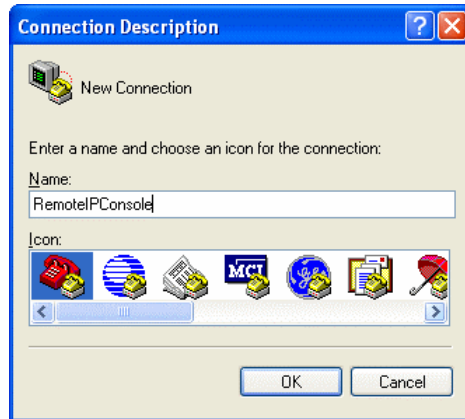 Connection Description
New Connection
Enter a name and choose an icon for the connection:
Name:
RemoteIPConsole
Icon:
MCI
OK
Cancel